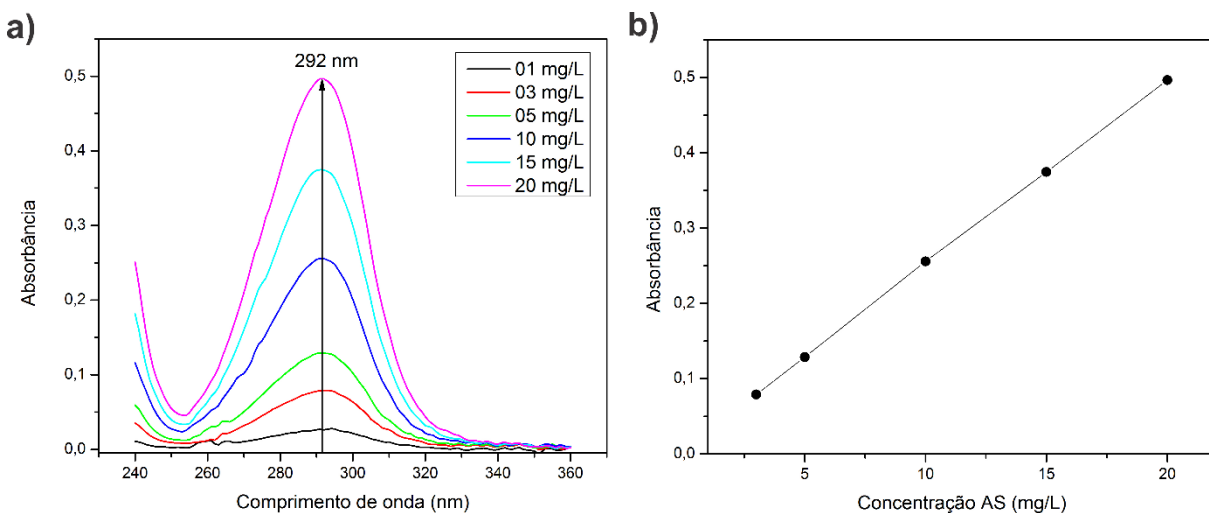 a)
292 nm
01 mg/L
03 mg/L
05 mg/L
10 mg/L
15 mg/L
20 mg/L
0,5
0,4
0,3
0,2
0,1
0,0
Absorbância
240 260 280 300 320 340 360
Comprimento de onda (nm)
b)
0,5
0,4
0,3
0,2
0,1
0,0
Absorbância
5 10 15 20
Concentração AS (mg/L)